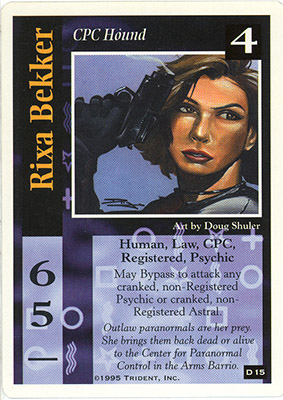 Rixa Bekker
CPC Hound
4
Art by Doug Shuler
6
5
Human, Law, CPC,
Registered, Psychic
May Bypass to attack any
cranked, non-Registered
Psychic or cranked, non-
Registered Astral.
Outlaw paranormals are her prey.
She brings them back dead or alive
to the Center for Paranormal
Control in the Arms Barrio.
©1995 TRIDENT, INC.
D 15